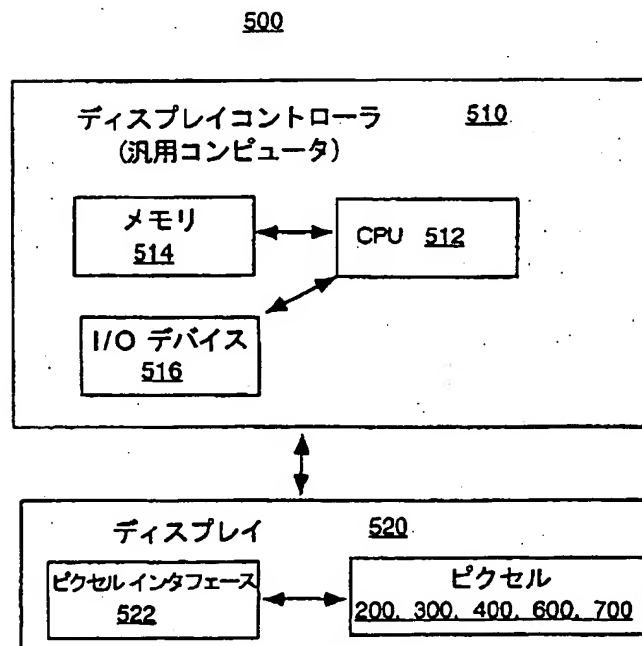 500
ディスプレイコントローラ 510
(汎用コンピュータ)
メモリ
514
CPU 512
I/O デバイス
516
ディスプレイ 520
ピクセル インタフェース
522
ピクセル
200, 300, 400, 600, 700